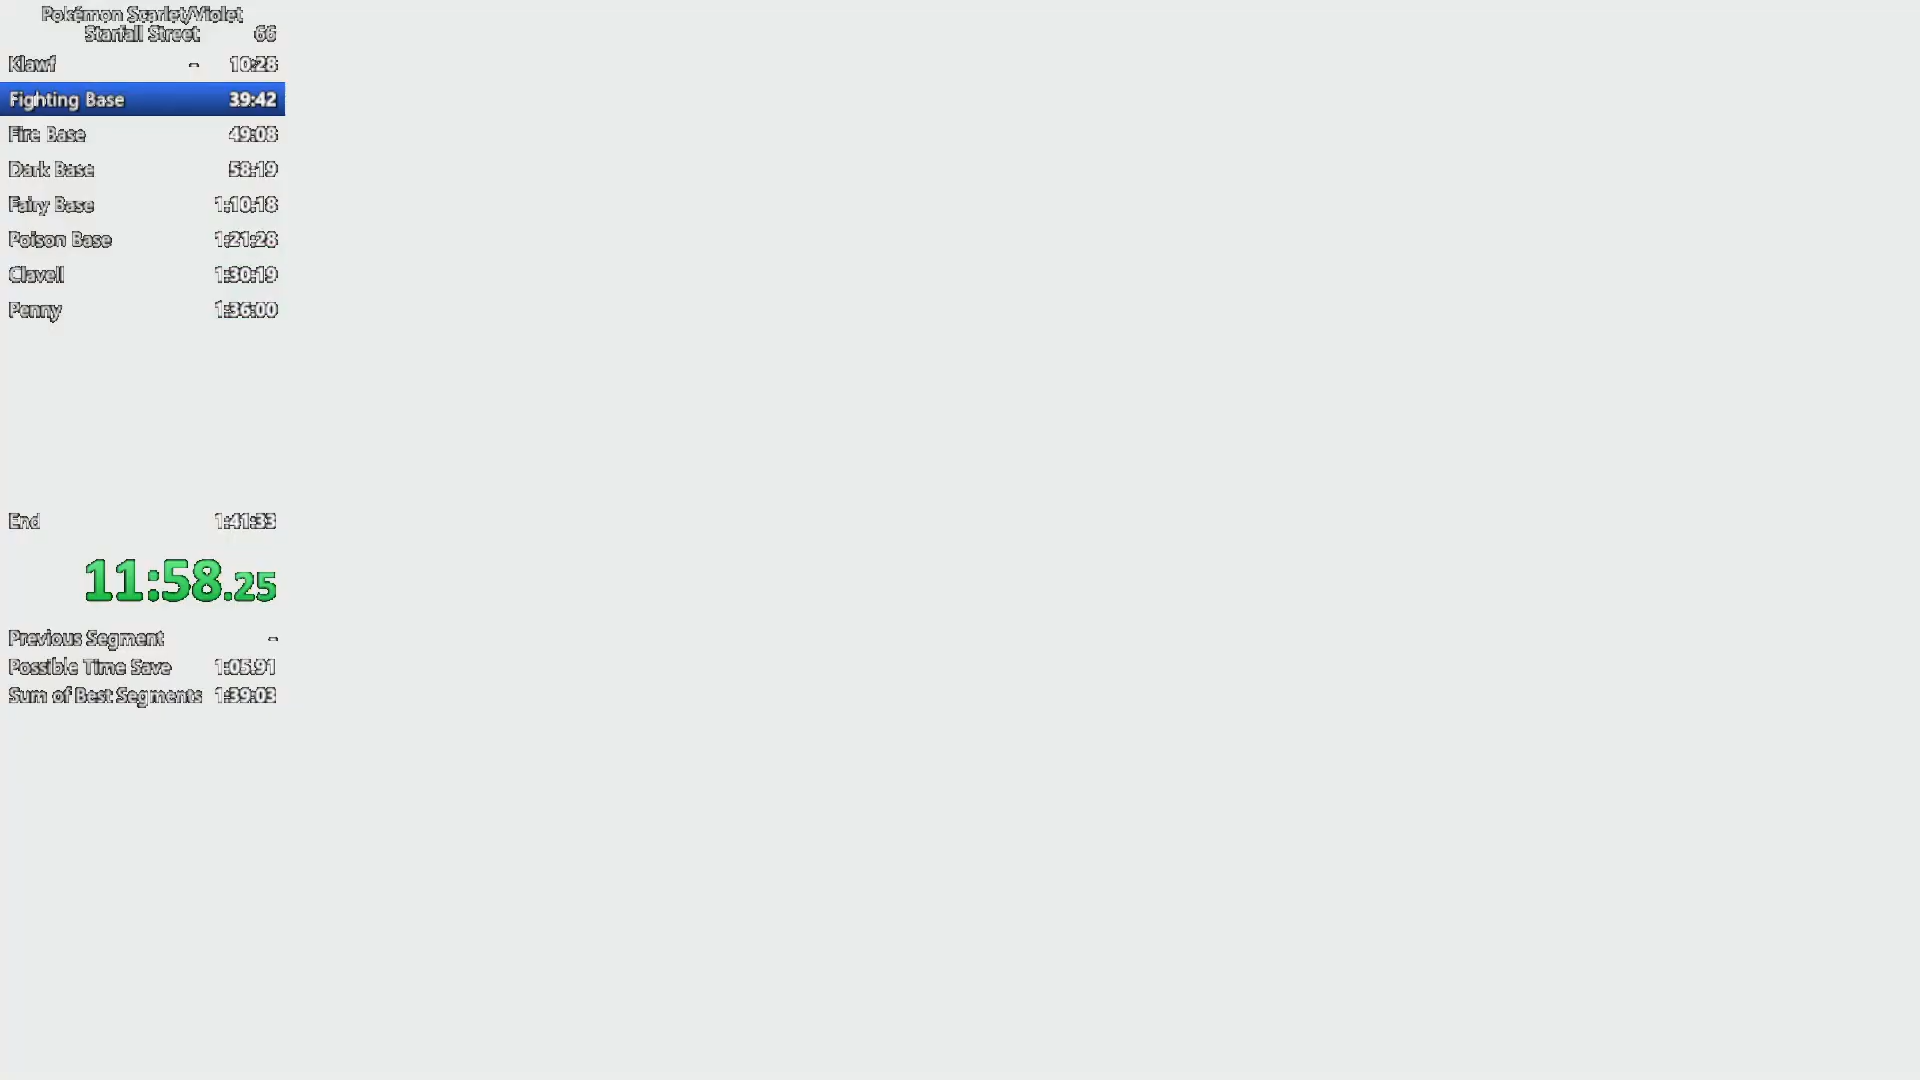 Pokémon Scarlet/Violet
Starfall Street 66
Klawf - 10:28
Fighting Base 39:42
Fire Base 49:08
Dark Base 58:19
Fairy Base 1:10:18
Poison Base 1:21:28
Clavell 1:30:19
Penny 1:36:00
End 1:41:33
11:58.25
Previous Segment -
Possible Time Save 1:05.91
Sum of Best Segments 1:39:03